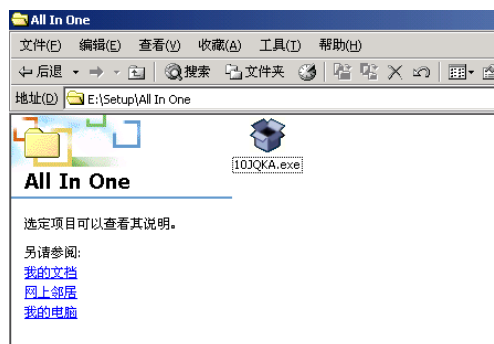 All In One
文件(F) 编辑(E) 查看(V) 收藏(A) 工具(T) 帮助(H)
后退 搜索 文件夹
地址(D) E:\Setup\All In One
10JQKA.exe
All In One
选定项目可以查看其说明。
另请参阅:
我的文档
网上邻居
我的电脑